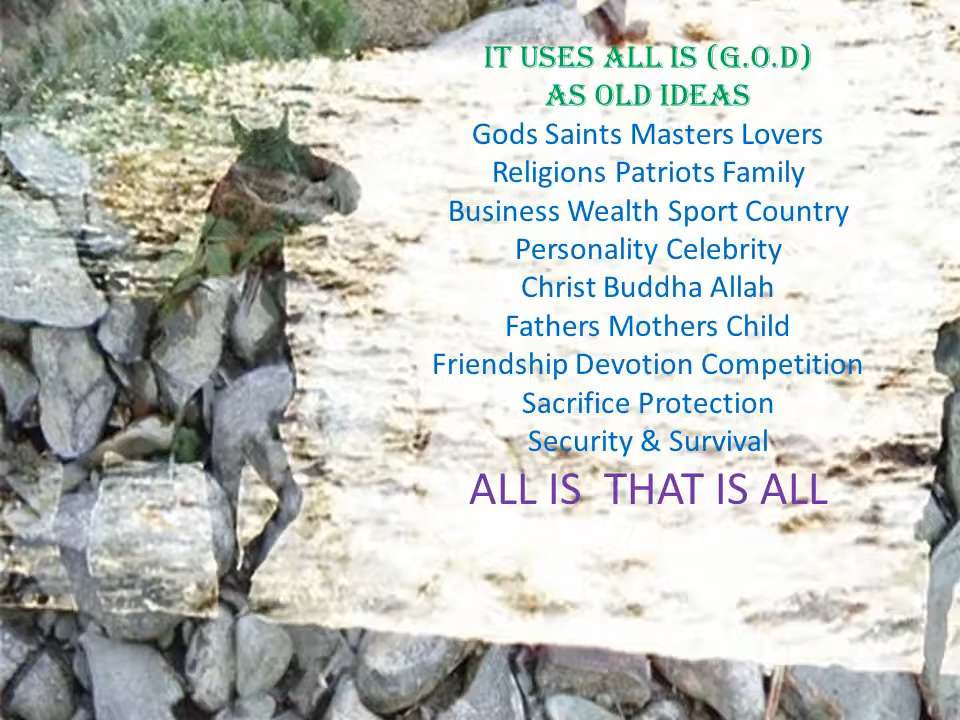 IT USES ALL IS (G.O.D)
AS OLD IDEAS
Gods Saints Masters Lovers
Religions Patriots Family
Business Wealth Sport Country
Personality Celebrity
Christ Buddha Allah
Fathers Mothers Child
Friendship Devotion Competition
Sacrifice Protection
Security & Survival
ALL IS  THAT IS ALL